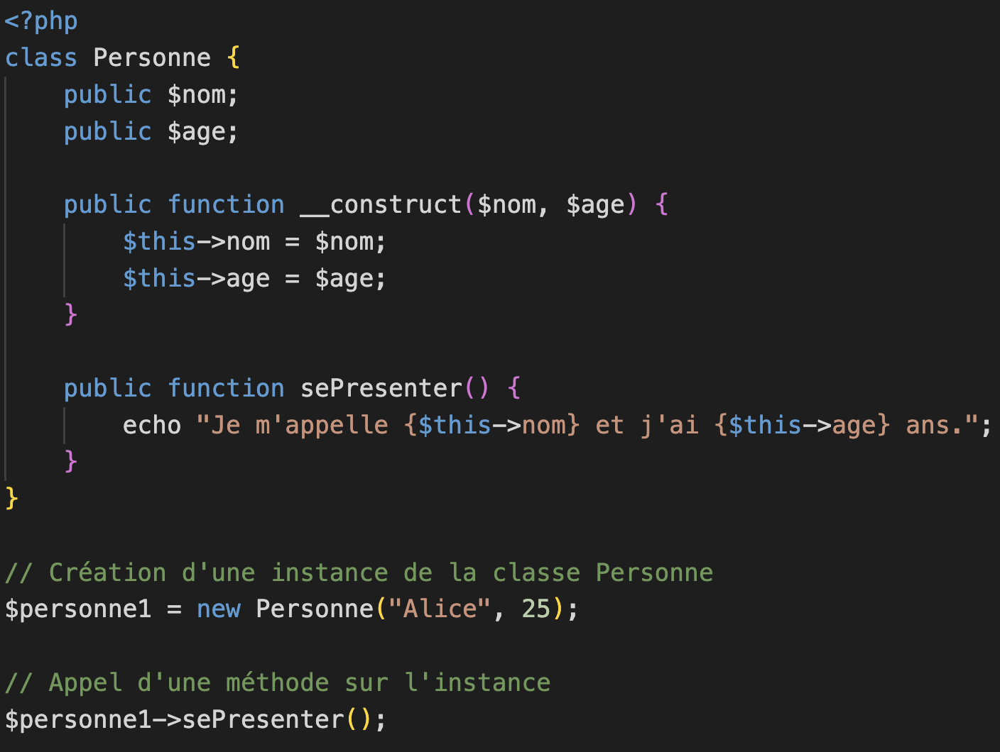 <?php
class Personne {
    public $nom;
    public $age;

    public function __construct($nom, $age) {
        $this->nom = $nom;
        $this->age = $age;
    }

    public function sePresenter() {
        echo "Je m'appelle {$this->nom} et j'ai {$this->age} ans.";
    }
}

// Création d'une instance de la classe Personne
$personne1 = new Personne("Alice", 25);

// Appel d'une méthode sur l'instance
$personne1->sePresenter();